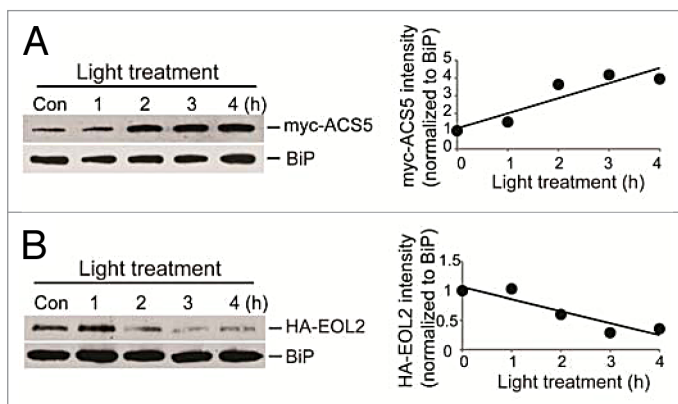 A
Light treatment
Con 1 2 3 4 (h)
myc-ACS5
BiP
myc-ACS5 intensity
(normalized to BiP)
5
4
3
2
1
0
0 1 2 3 4
Light treatment (h)
B
Light treatment
Con 1 2 3 4 (h)
HA-EOL2
BiP
HA-EOL2 intensity
(normalized to BiP)
1.5
1
0.5
0
0 1 2 3 4
Light treatment (h)